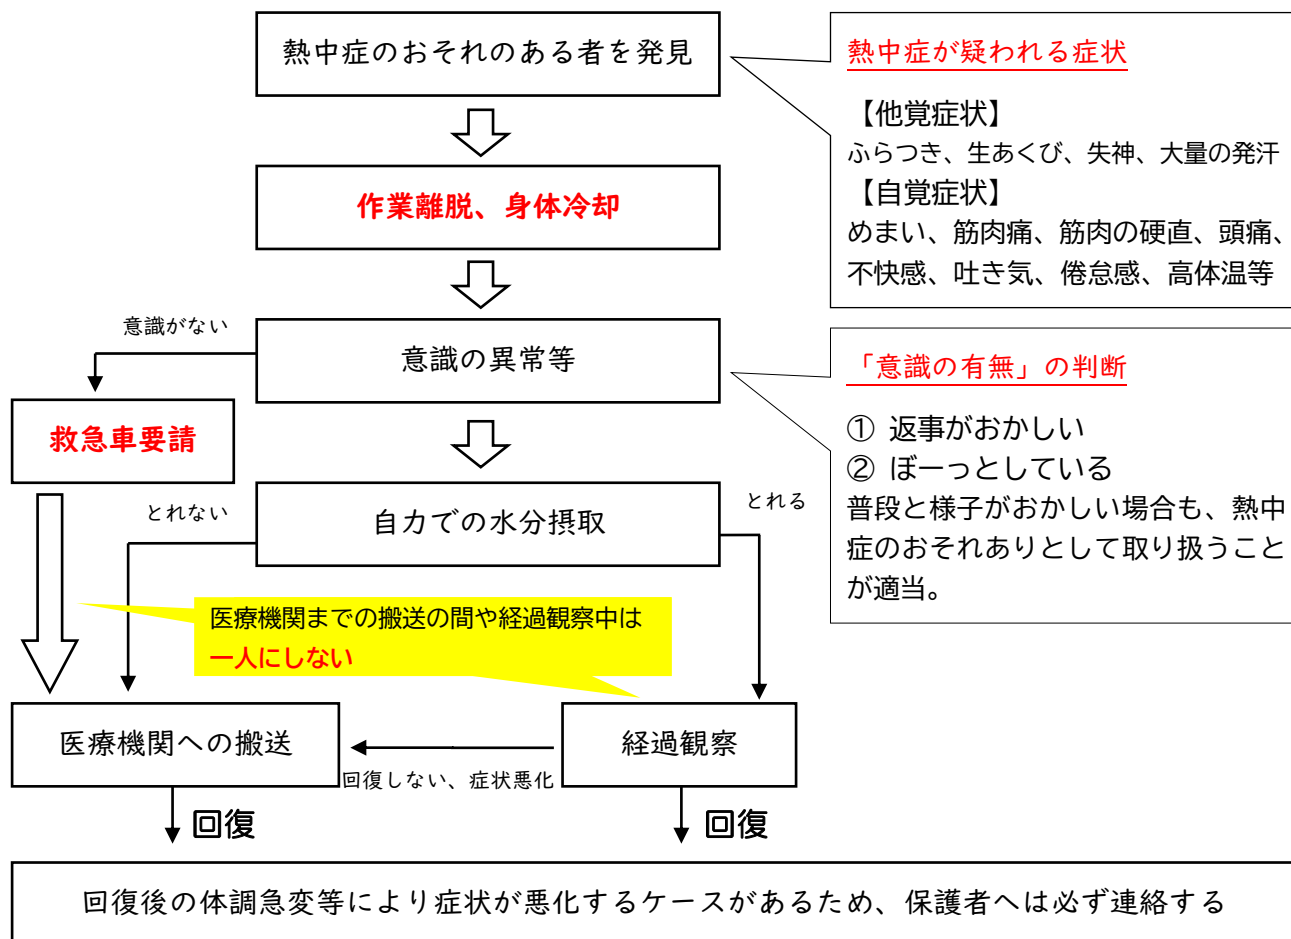 熱中症のおそれのある者を発見
熱中症が疑われる症状
【他覚症状】
ふらつき、生あくび、失神、大量の発汗
【自覚症状】
めまい、筋肉痛、筋肉の硬直、頭痛、
不快感、吐き気、倦怠感、高体温等
作業離脱、身体冷却
意識がない
意識の異常等
「意識の有無」の判断
① 返事がおかしい
② ぼーっとしている
普段と様子がおかしい場合も、熱中
症のおそれありとして取り扱うこと
が適当。
救急車要請
とれない
自力での水分摂取
とれる
医療機関までの搬送の間や経過観察中は
一人にしない
医療機関への搬送
経過観察
回復しない、症状悪化
回復
回復
回復後の体調急変等により症状が悪化するケースがあるため、保護者へは必ず連絡する